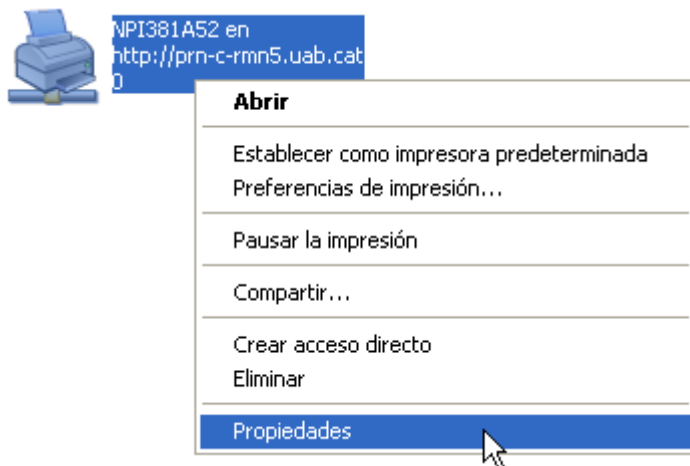 NPI381A52 en
http://prn-c-rmn5.uab.cat
0
Abrir
Establecer como impresora predeterminada
Preferencias de impresión...
Pausar la impresión
Compartir...
Crear acceso directo
Eliminar
Propiedades